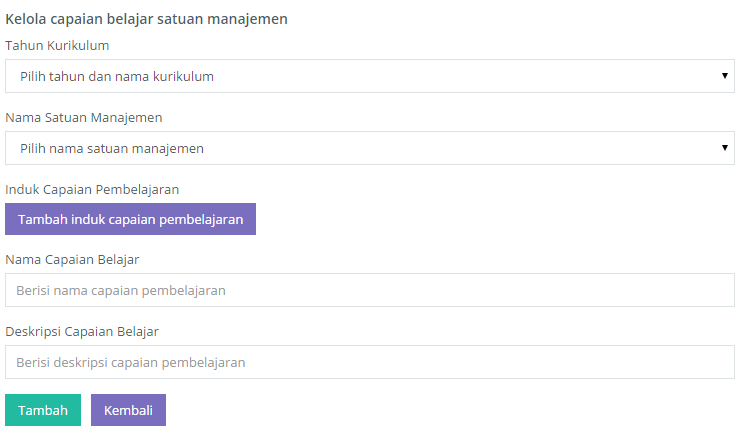 Kelola capaian belajar satuan manajemen
Tahun Kurikulum
Pilih tahun dan nama kurikulum
Nama Satuan Manajemen
Pilih nama satuan manajemen
Induk Capaian Pembelajaran
Tambah induk capaian pembelajaran
Nama Capaian Belajar
Berisi nama capaian pembelajaran
Deskripsi Capaian Belajar
Berisi deskripsi capaian pembelajaran
Tambah Kembali